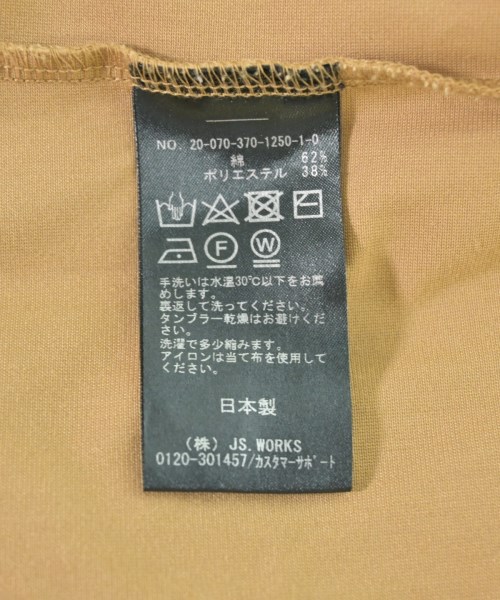 NO. 20-070-370-1250-1-0
綿 62%
ポリエステル 38%
F W
手洗いは水温30℃以下をお薦
めします。
裏返して洗ってください。
タンブラー乾燥はお避けくだ
さい。
洗濯で多少縮みます。
アイロンは当て布を使用して
ください。
日本製
(株) JS.WORKS
0120-301457/カスタマーサポート